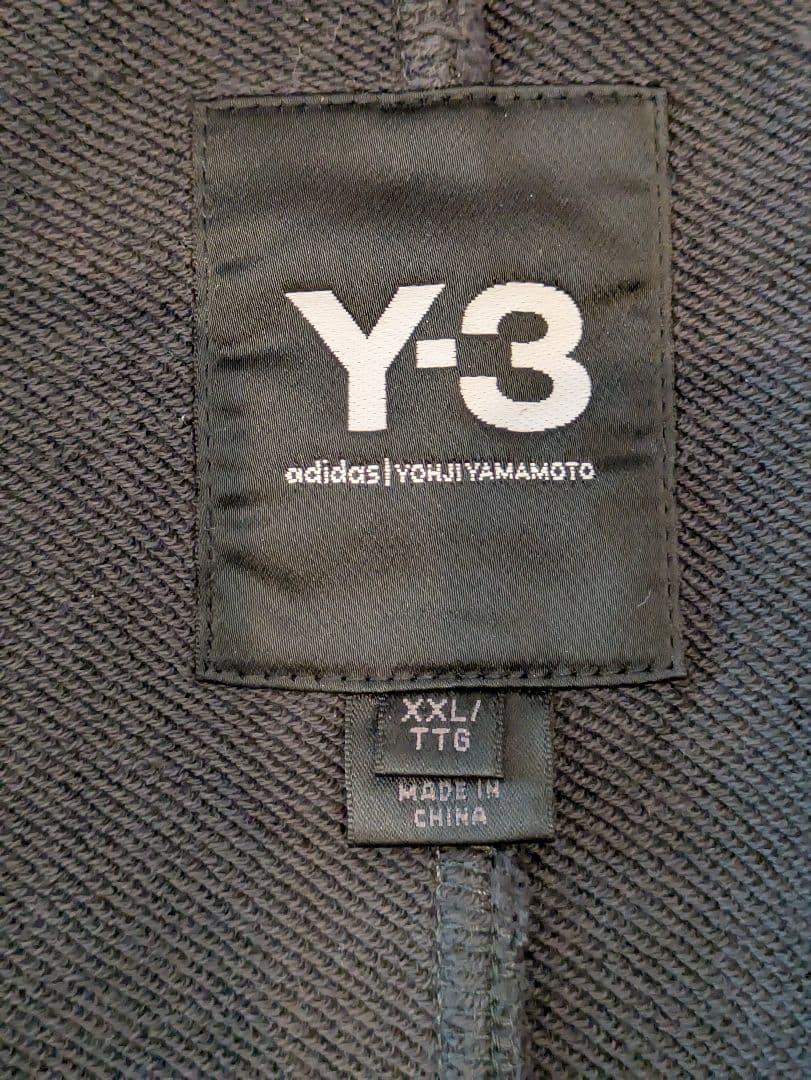 Y-3
adidas | YOHJI YAMAMOTO
XXL/
TTG
MADE IN
CHINA